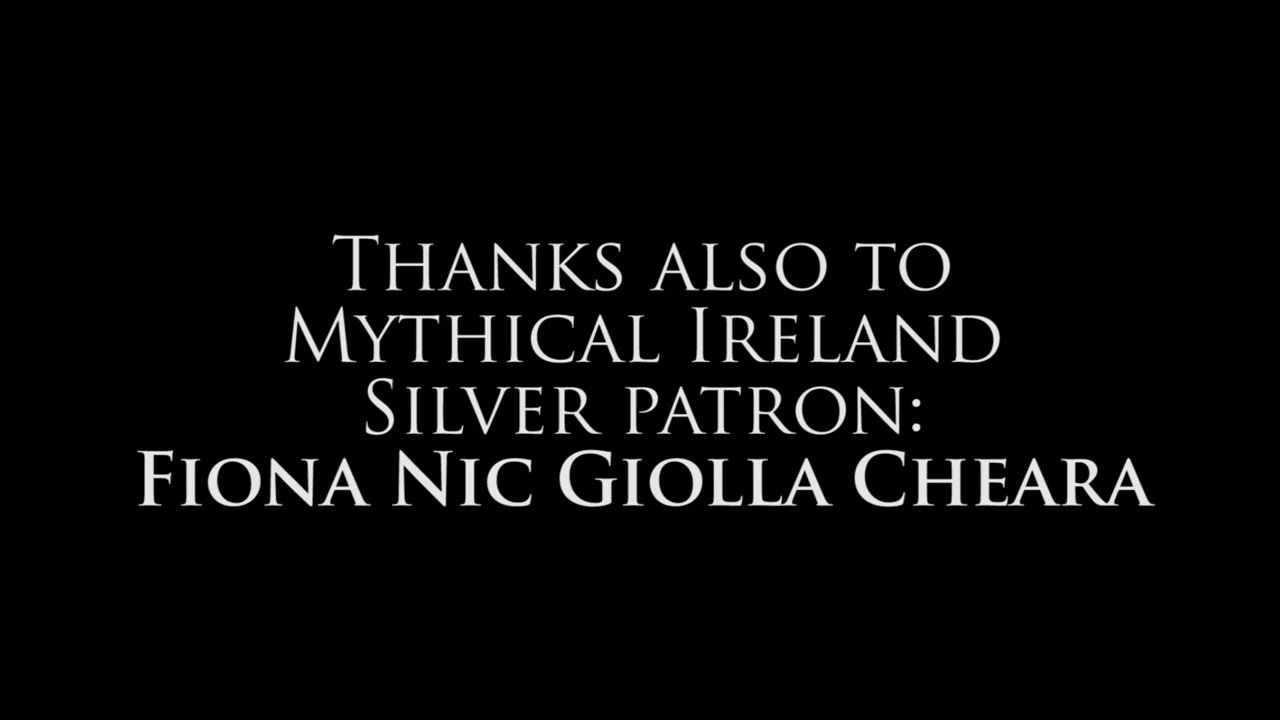 Thanks also to
Mythical Ireland
Silver patron:
Fiona Nic Giolla Cheara